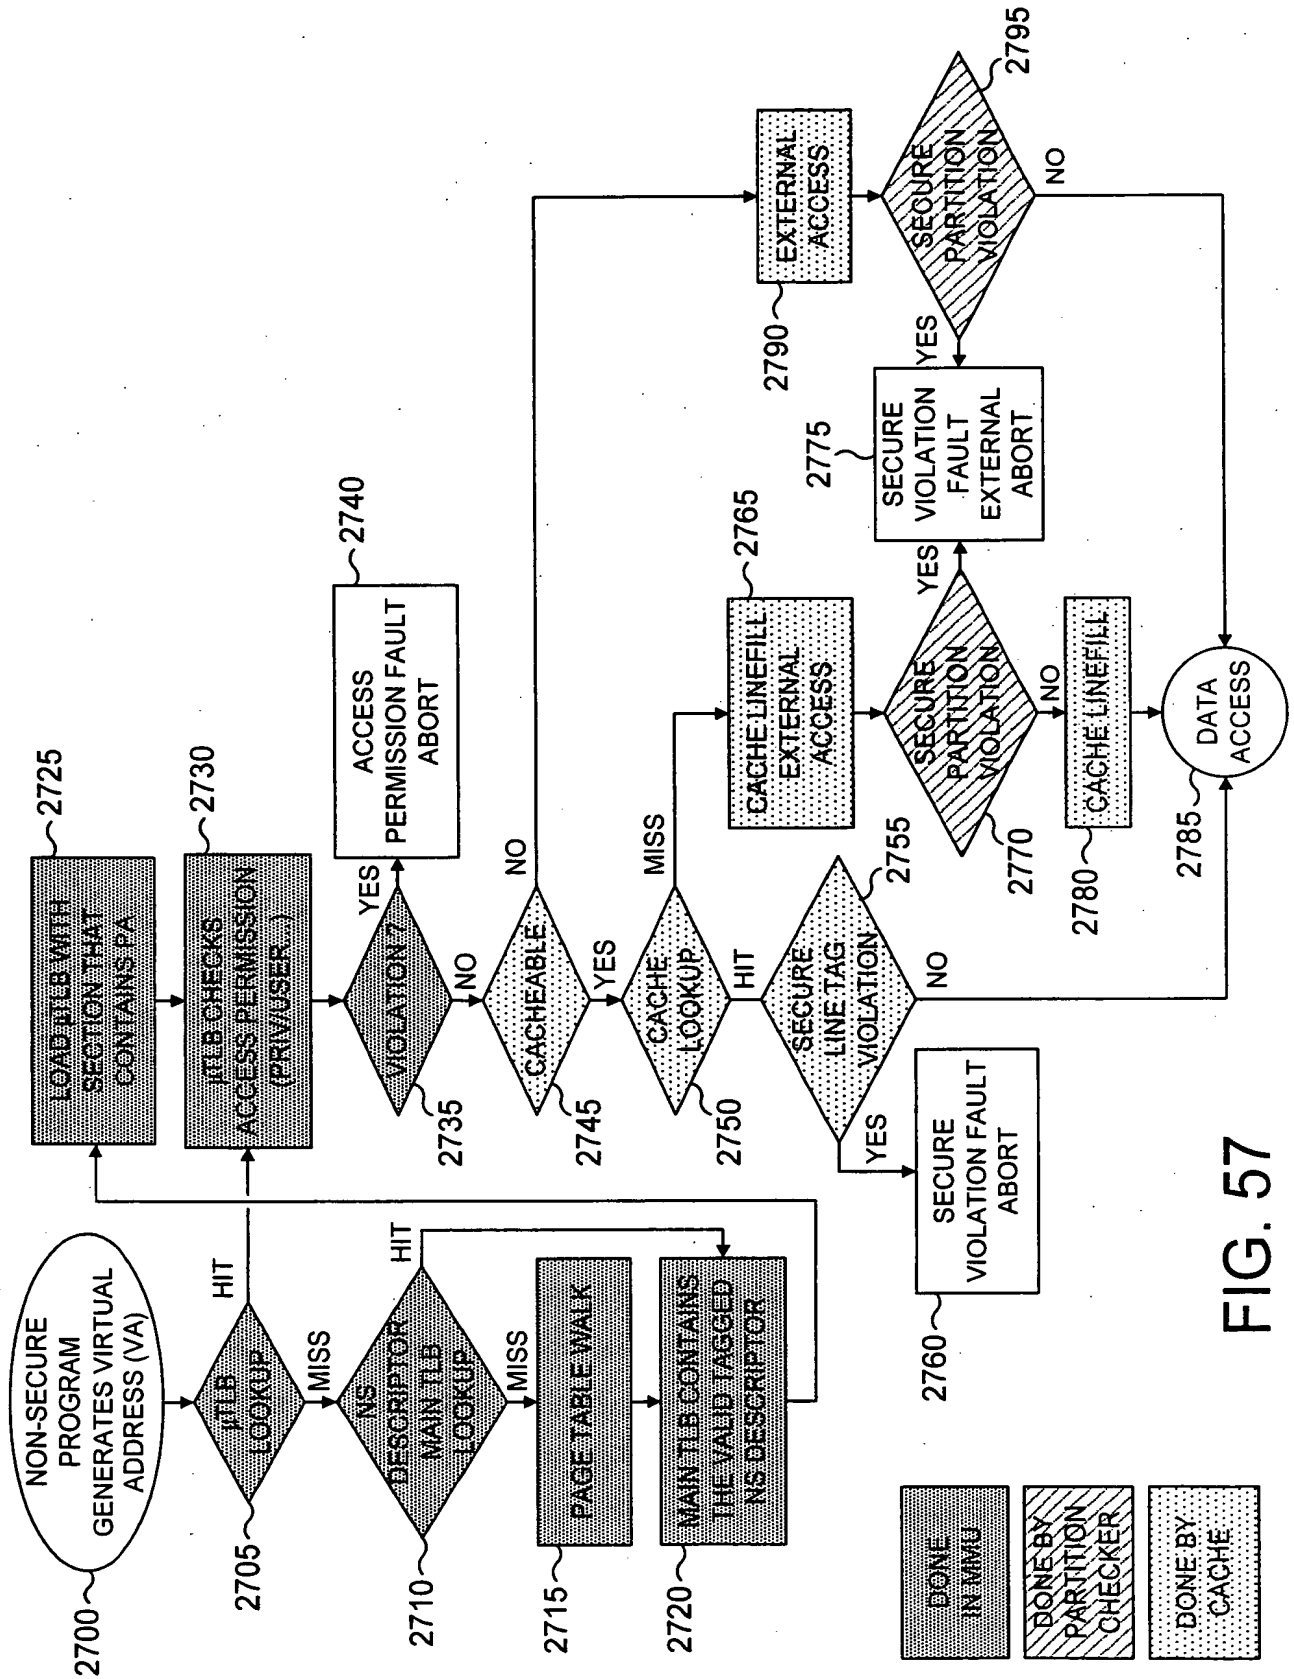 NON-SECURE
PROGRAM
GENERATES VIRTUAL
ADDRESS (VA)
2700
µTLB
LOOKUP
2705
HIT
MISS
NS
DESCRIPTOR
MAIN TLB
LOOKUP
2710
HIT
MISS
PAGE TABLE WALK
2715
MAIN TLB CONTAINS
THE VALID TAGGED
NS DESCRIPTOR
2720
LOAD µTLB WITH
SECTION THAT
CONTAINS PA
2725
µTLB CHECKS
ACCESS PERMISSION
(PRIV/USER...)
2730
VIOLATION ?
2735
YES
NO
ACCESS
PERMISSION FAULT
ABORT
2740
CACHEABLE
2745
NO
YES
CACHE
LOOKUP
2750
MISS
HIT
SECURE
LINE TAG
VIOLATION
2755
YES
NO
SECURE
VIOLATION FAULT
ABORT
2760
CACHE LINEFILL
EXTERNAL
ACCESS
2765
SECURE
PARTITION
VIOLATION
2770
YES
NO
SECURE
VIOLATION
FAULT
EXTERNAL
ABORT
2775
CACHE LINEFILL
2780
DATA
ACCESS
2785
EXTERNAL
ACCESS
2790
SECURE
PARTITION
VIOLATION
2795
YES
NO
DONE
IN MMU
DONE BY
PARTITION
CHECKER
DONE BY
CACHE
FIG. 57